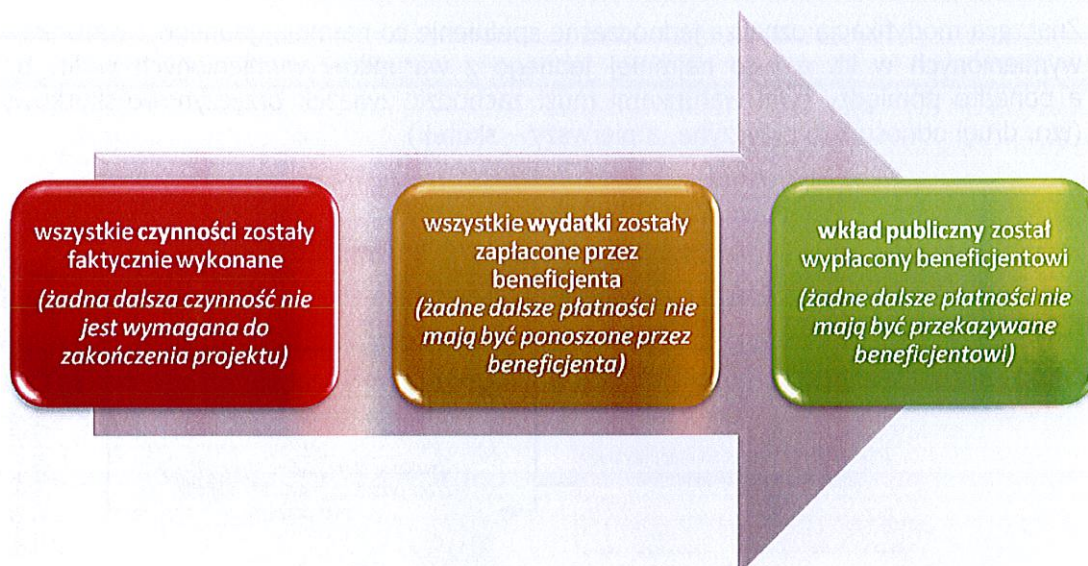 wszystkie czynności zostały
faktycznie wykonane
(żadna dalsza czynność nie
jest wymagana do
zakończenia projektu)
wszystkie wydatki zostały
zapłacone przez
beneficjenta
(żadne dalsze płatności nie
mają być ponoszone przez
beneficjenta)
wkład publiczny został
wypłacony beneficjentowi
(żadne dalsze płatności nie
mają być przekazywane
beneficjentowi)